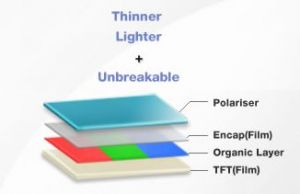 Thinner
Lighter
+
Unbreakable
Polariser
Encap(Film)
Organic Layer
TFT(Film)